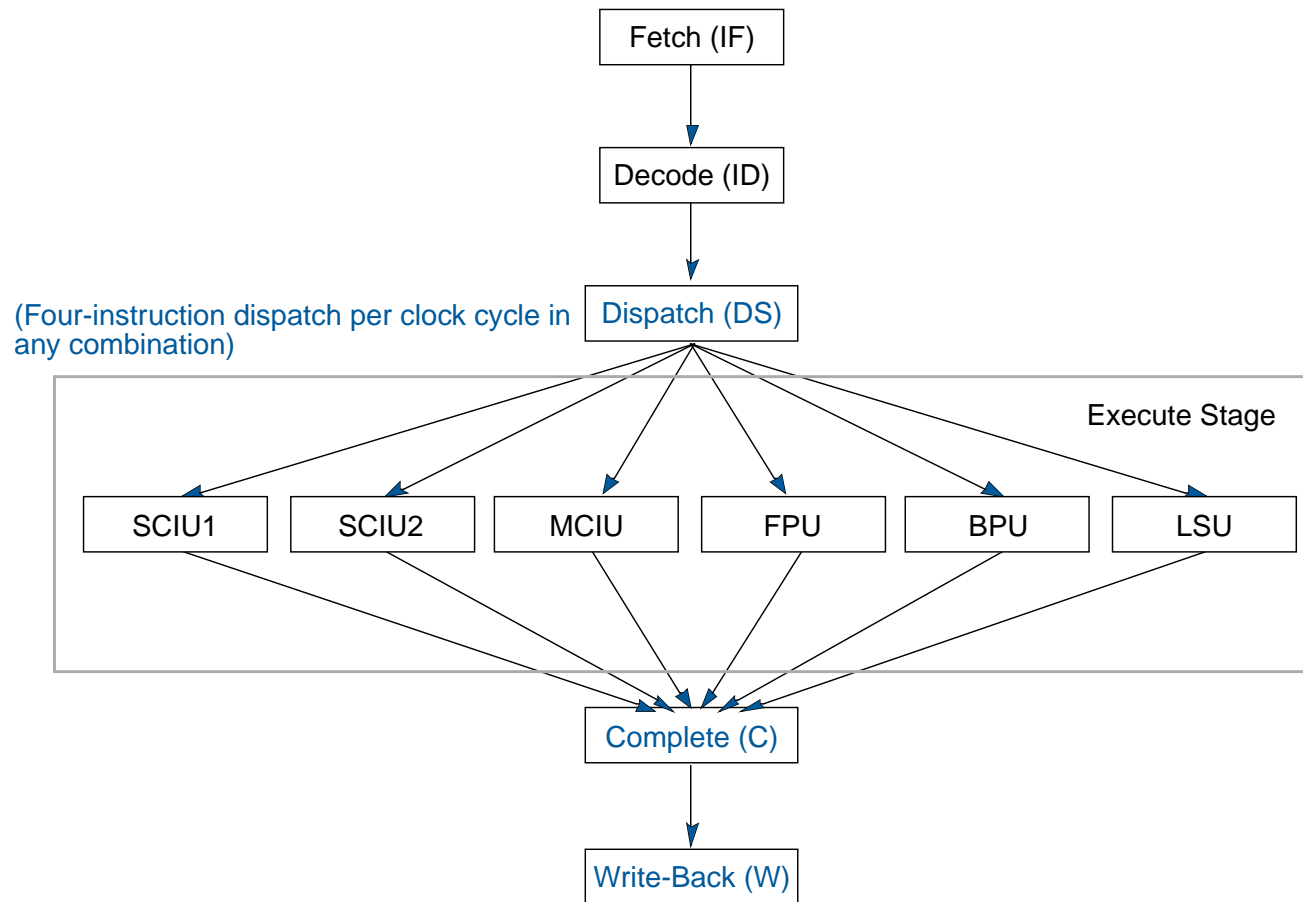 Fetch (IF)
Decode (ID)
(Four-instruction dispatch per clock cycle in
any combination)
Dispatch (DS)
Execute Stage
SCIU1
SCIU2
MCIU
FPU
BPU
LSU
Complete (C)
Write-Back (W)